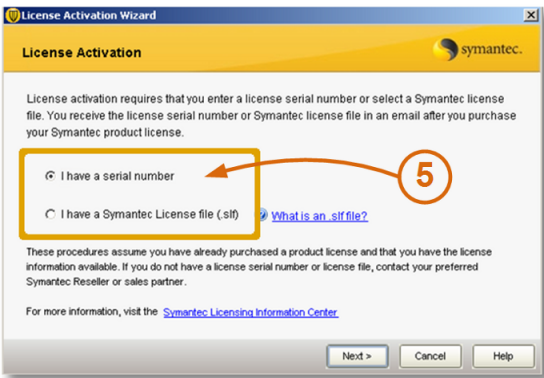 License Activation Wizard
License Activation
symantec.
License activation requires that you enter a license serial number or select a Symantec license
file. You receive the license serial number or Symantec license file in an email after you purchase
your Symantec product license.
I have a serial number
5
I have a Symantec License file (.slf)
What is an .slf file?
These procedures assume you have already purchased a product license and that you have the license
information available. If you do not have a license serial number or license file, contact your preferred
Symantec Reseller or sales partner.
For more information, visit the Symantec Licensing Information Center
Next >
Cancel
Help